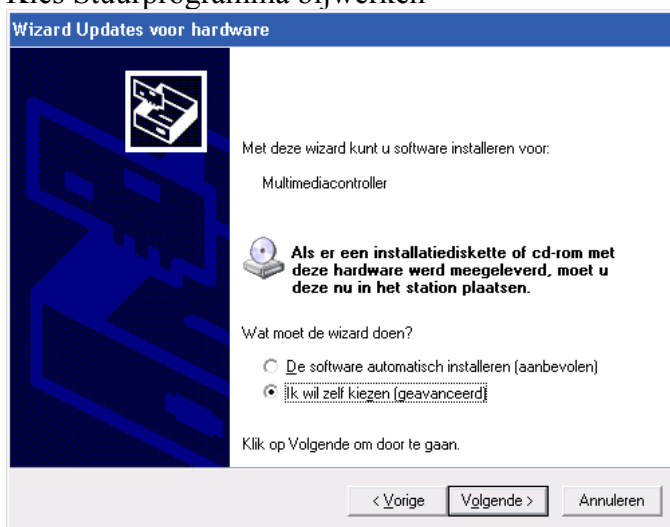 Kies Stuurprogramma bijwerken
Wizard Updates voor hardware
Met deze wizard kunt u software installeren voor:
Multimediacontroller
Als er een installatiediskette of cd-rom met
deze hardware werd meegeleverd, moet u
deze nu in het station plaatsen.
Wat moet de wizard doen?
De software automatisch installeren (aanbevolen)
Ik wil zelf kiezen (geavanceerd)
Klik op Volgende om door te gaan.
< Vorige
Volgende >
Annuleren